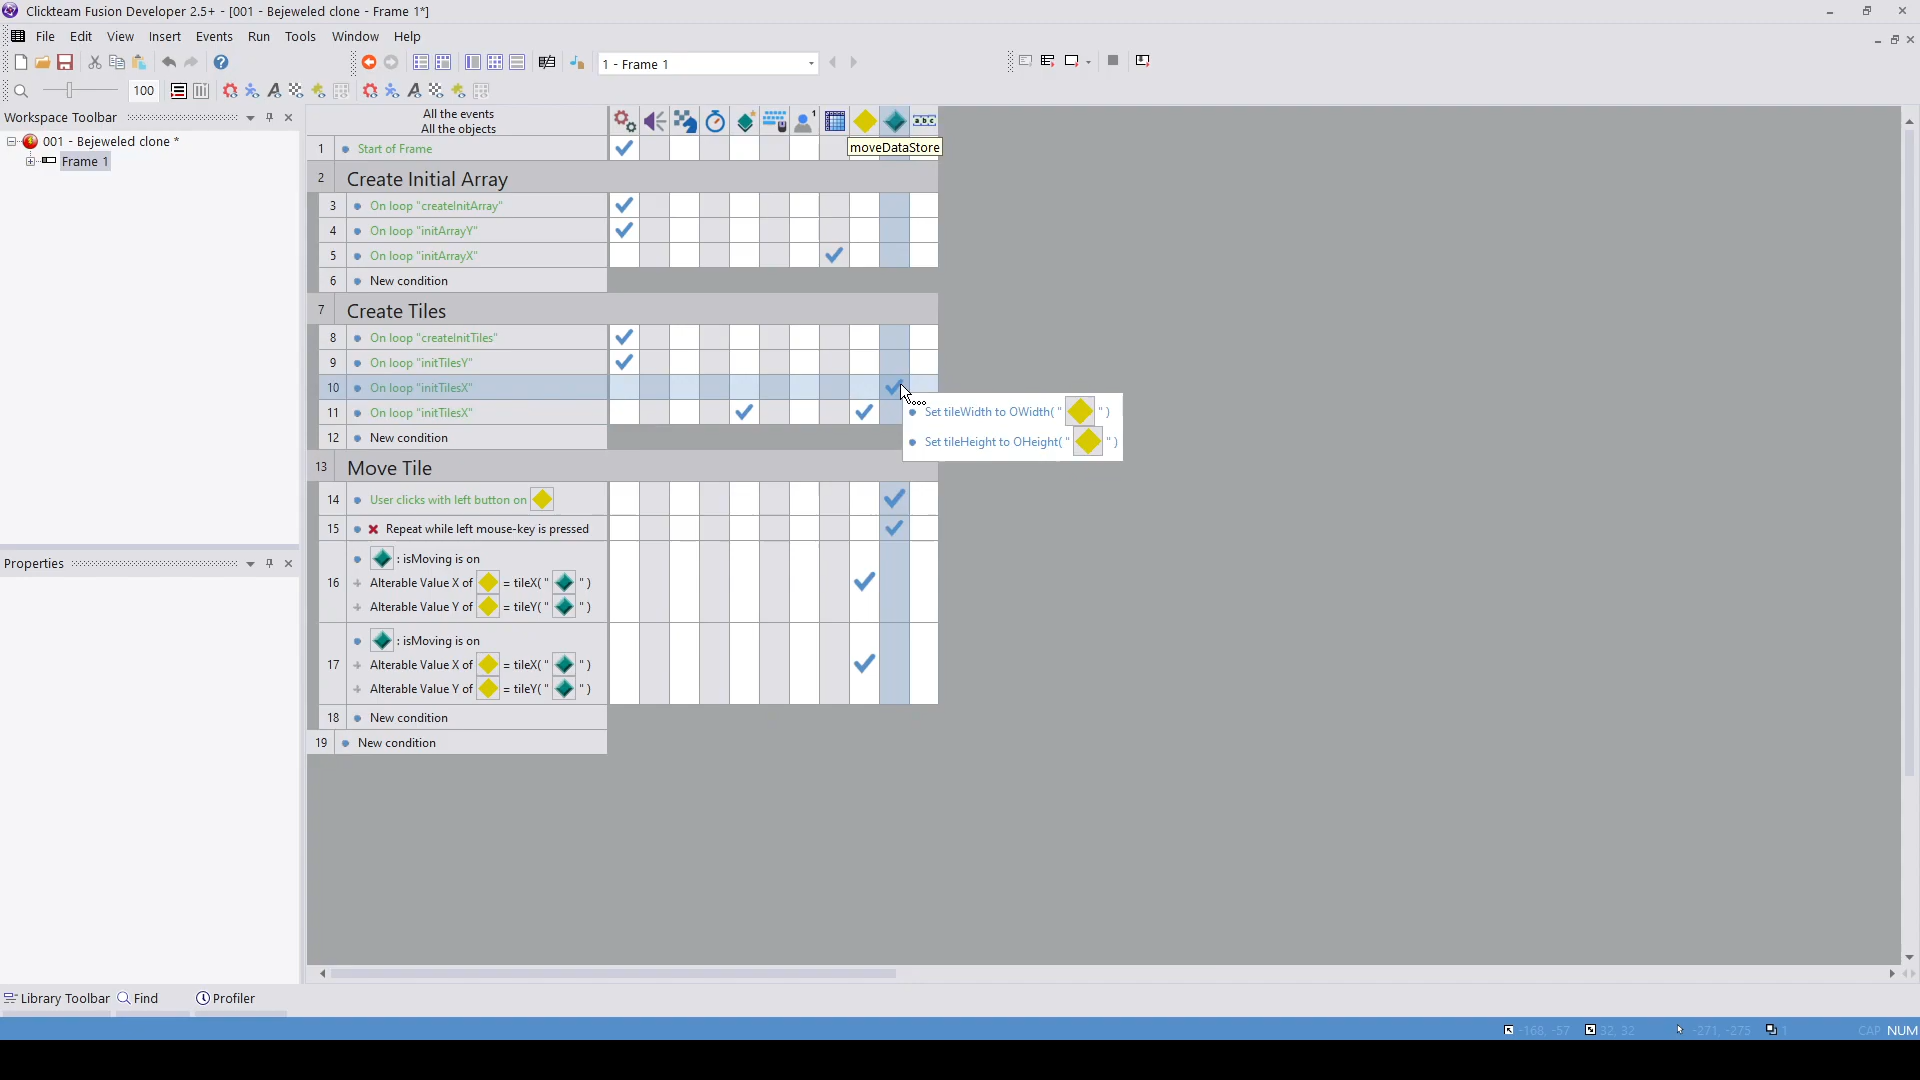 Clickteam Fusion Developer 2.5+ - [001 - Bejeweled clone - Frame 1*]
File Edit View Insert Events Run Tools Window Help
1 - Frame 1
100
Workspace Toolbar
001 - Bejeweled clone *
Frame 1
Properties
All the events
All the objects
moveDataStore
1 Start of Frame
2 Create Initial Array
3 On loop "createInitArray"
4 On loop "initArrayY"
5 On loop "initArrayX"
6 New condition
7 Create Tiles
8 On loop "createInitTiles"
9 On loop "initTilesY"
10 On loop "initTilesX"
11 On loop "initTilesX"
12 New condition
Set tileWidth to OWidth( " " )
Set tileHeight to OHeight( " " )
13 Move Tile
14 User clicks with left button on
15 Repeat while left mouse-key is pressed
16 : isMoving is on
+ Alterable Value X of = tileX( " " )
+ Alterable Value Y of = tileY( " " )
17 : isMoving is on
+ Alterable Value X of = tileX( " " )
+ Alterable Value Y of = tileY( " " )
18 New condition
19 New condition
Library Toolbar Find Profiler
-168, -57 32, 32 -271, -275 1 CAP NUM